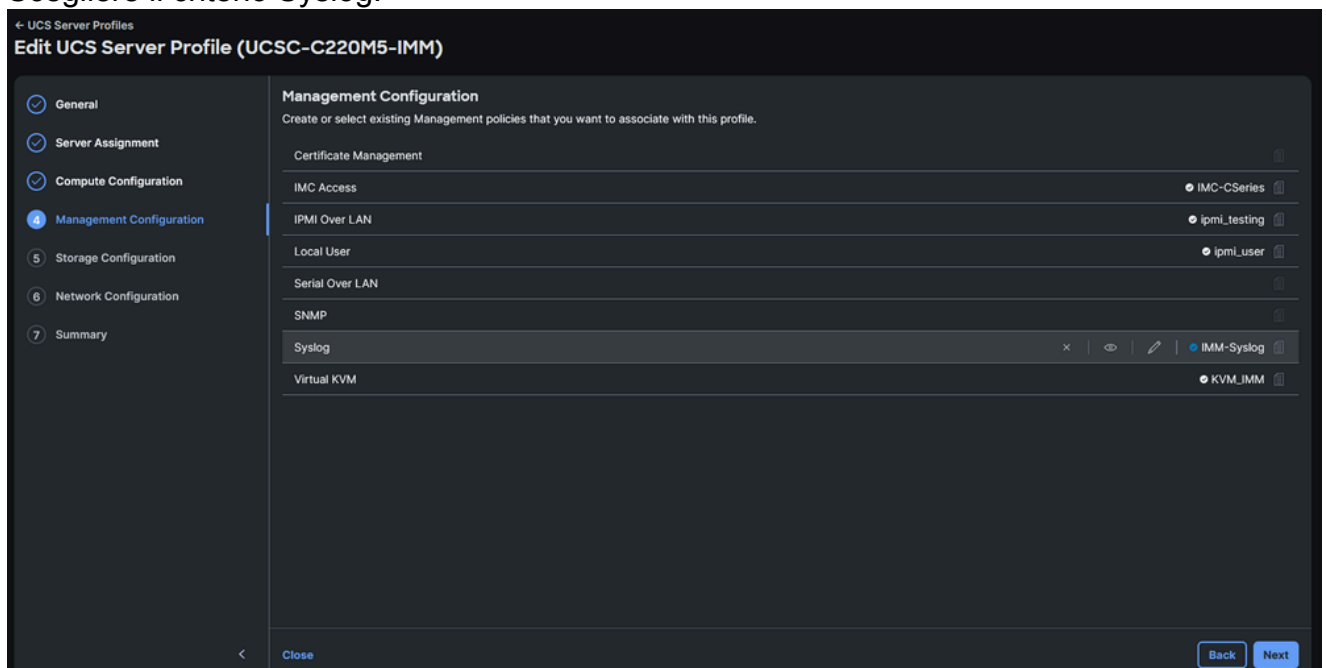 ← UCS Server Profiles
Edit UCS Server Profile (UCSC-C220M5-IMM)
General
Server Assignment
Compute Configuration
4 Management Configuration
5 Storage Configuration
6 Network Configuration
7 Summary
Management Configuration
Create or select existing Management policies that you want to associate with this profile.
Certificate Management
IMC Access IMC-CSeries
IPMI Over LAN ipmi_testing
Local User ipmi_user
Serial Over LAN
SNMP
Syslog IMM-Syslog
Virtual KVM KVM_IMM
Close Back Next